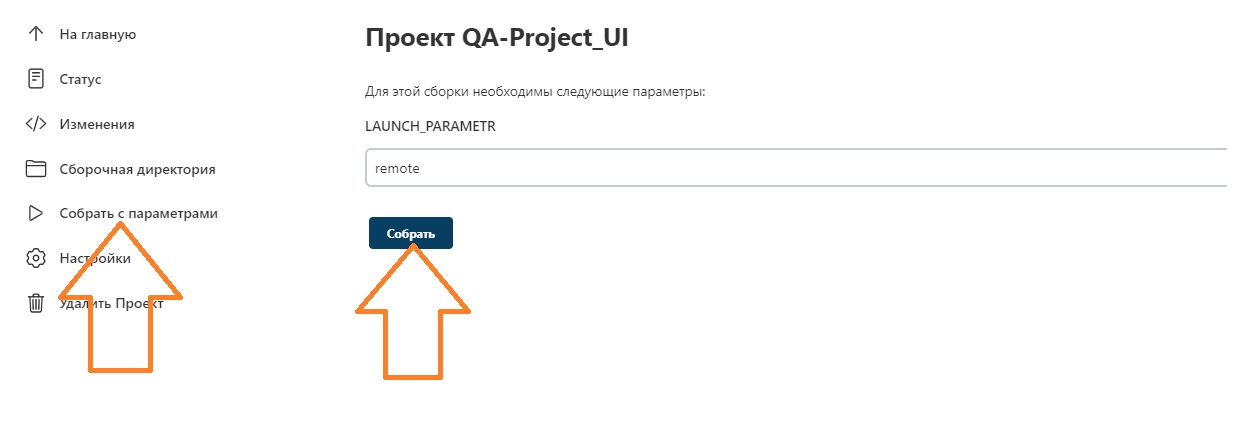 На главную
Статус
Изменения
Сборочная директория
Собрать с параметрами
Настройки
Удалить Проект
Проект QA-Project_UI
Для этой сборки необходимы следующие параметры:
LAUNCH_PARAMETR
remote
Собрать